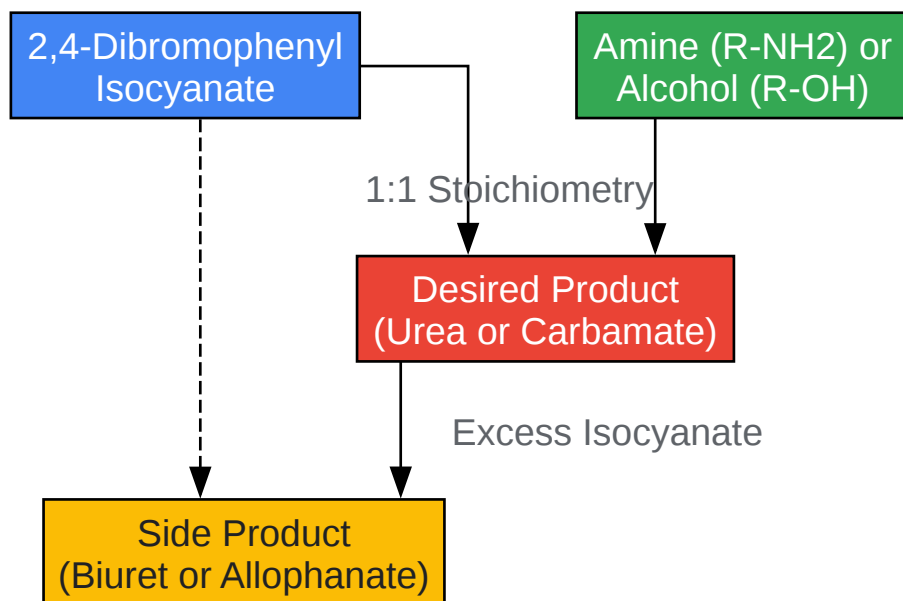 2,4-Dibromophenyl
Isocyanate
Amine (R-NH2) or
Alcohol (R-OH)
1:1 Stoichiometry
Desired Product
(Urea or Carbamate)
Excess Isocyanate
Side Product
(Biuret or Allophanate)